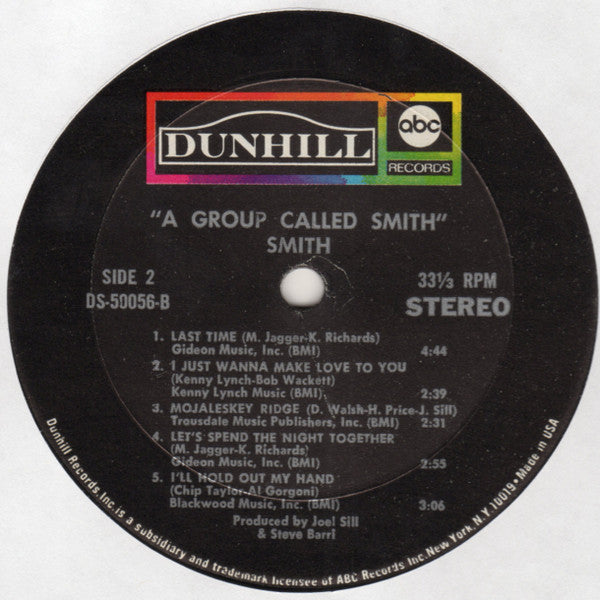 DUNHILL
abc
RECORDS
"A GROUP CALLED SMITH"
SMITH
SIDE 2
DS-50056-B
33⅓ RPM
STEREO
1. LAST TIME (M. Jagger-K. Richards)
Gideon Music, Inc. (BMI) 4:44
2. I JUST WANNA MAKE LOVE TO YOU
(Kenny Lynch-Bob Wackett)
Kenny Lynch Music (BMI) 2:39
3. MOJALESKEY RIDGE (D. Walsh-H. Price-J. Sill)
Trousdale Music Publishers, Inc. (BMI) 2:31
4. LET'S SPEND THE NIGHT TOGETHER
(M. Jagger-K. Richards)
Gideon Music, Inc. (BMI) 2:55
5. I'LL HOLD OUT MY HAND
(Chip Taylor-Al Gorgoni)
Blackwood Music, Inc. (BMI) 3:06
Produced by Joel Sill
& Steve Barri
Dunhill Records Inc. is a subsidiary and trademark licensee of ABC Records Inc. New York. N.Y. 10019 • Made in USA